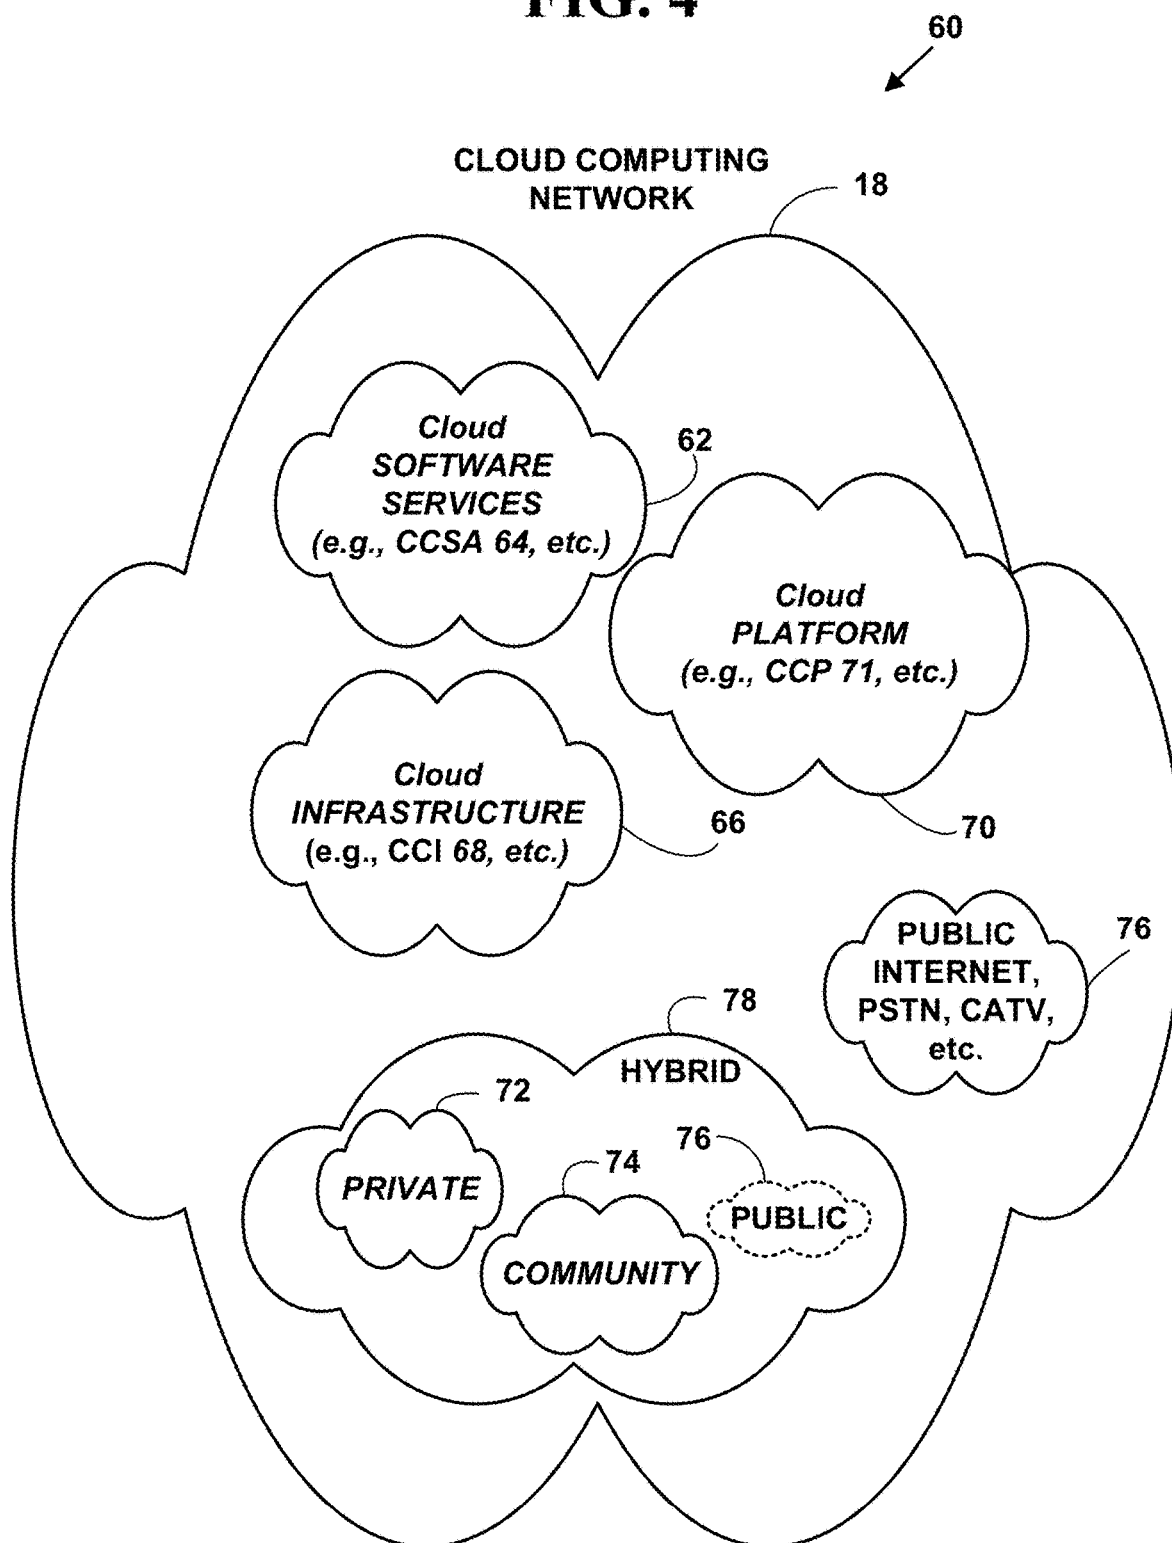 FIG. 4
60
CLOUD COMPUTING
NETWORK
18
Cloud
SOFTWARE
SERVICES
(e.g., CCSA 64, etc.)
62
Cloud
PLATFORM
(e.g., CCP 71, etc.)
70
Cloud
INFRASTRUCTURE
(e.g., CCI 68, etc.)
66
PUBLIC
INTERNET,
PSTN, CATV,
etc.
76
78
HYBRID
72
PRIVATE
74
COMMUNITY
76
PUBLIC